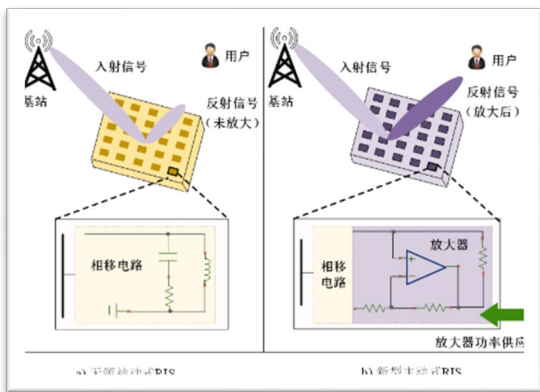 入射信号
用户
基站
反射信号
(未放大)
相移电路
入射信号
用户
基站
反射信号
(放大后)
放大器
相移
电路
放大器功率供应